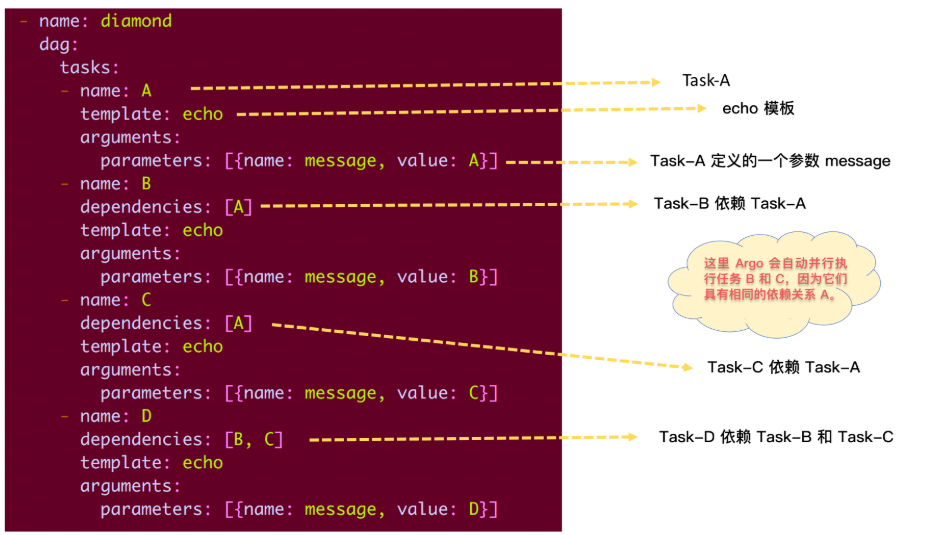 - name: diamond
dag:
tasks:
- name: A
template: echo
arguments:
parameters: [{name: message, value: A}]
- name: B
dependencies: [A]
template: echo
arguments:
parameters: [{name: message, value: B}]
- name: C
dependencies: [A]
template: echo
arguments:
parameters: [{name: message, value: C}]
- name: D
dependencies: [B, C]
template: echo
arguments:
parameters: [{name: message, value: D}]
Task-A
echo 模板
Task-A 定义的一个参数 message
Task-B 依赖 Task-A
这里 Argo 会自动并行执
行任务 B 和 C，因为它们
具有相同的依赖关系 A。
Task-C 依赖 Task-A
Task-D 依赖 Task-B 和 Task-C